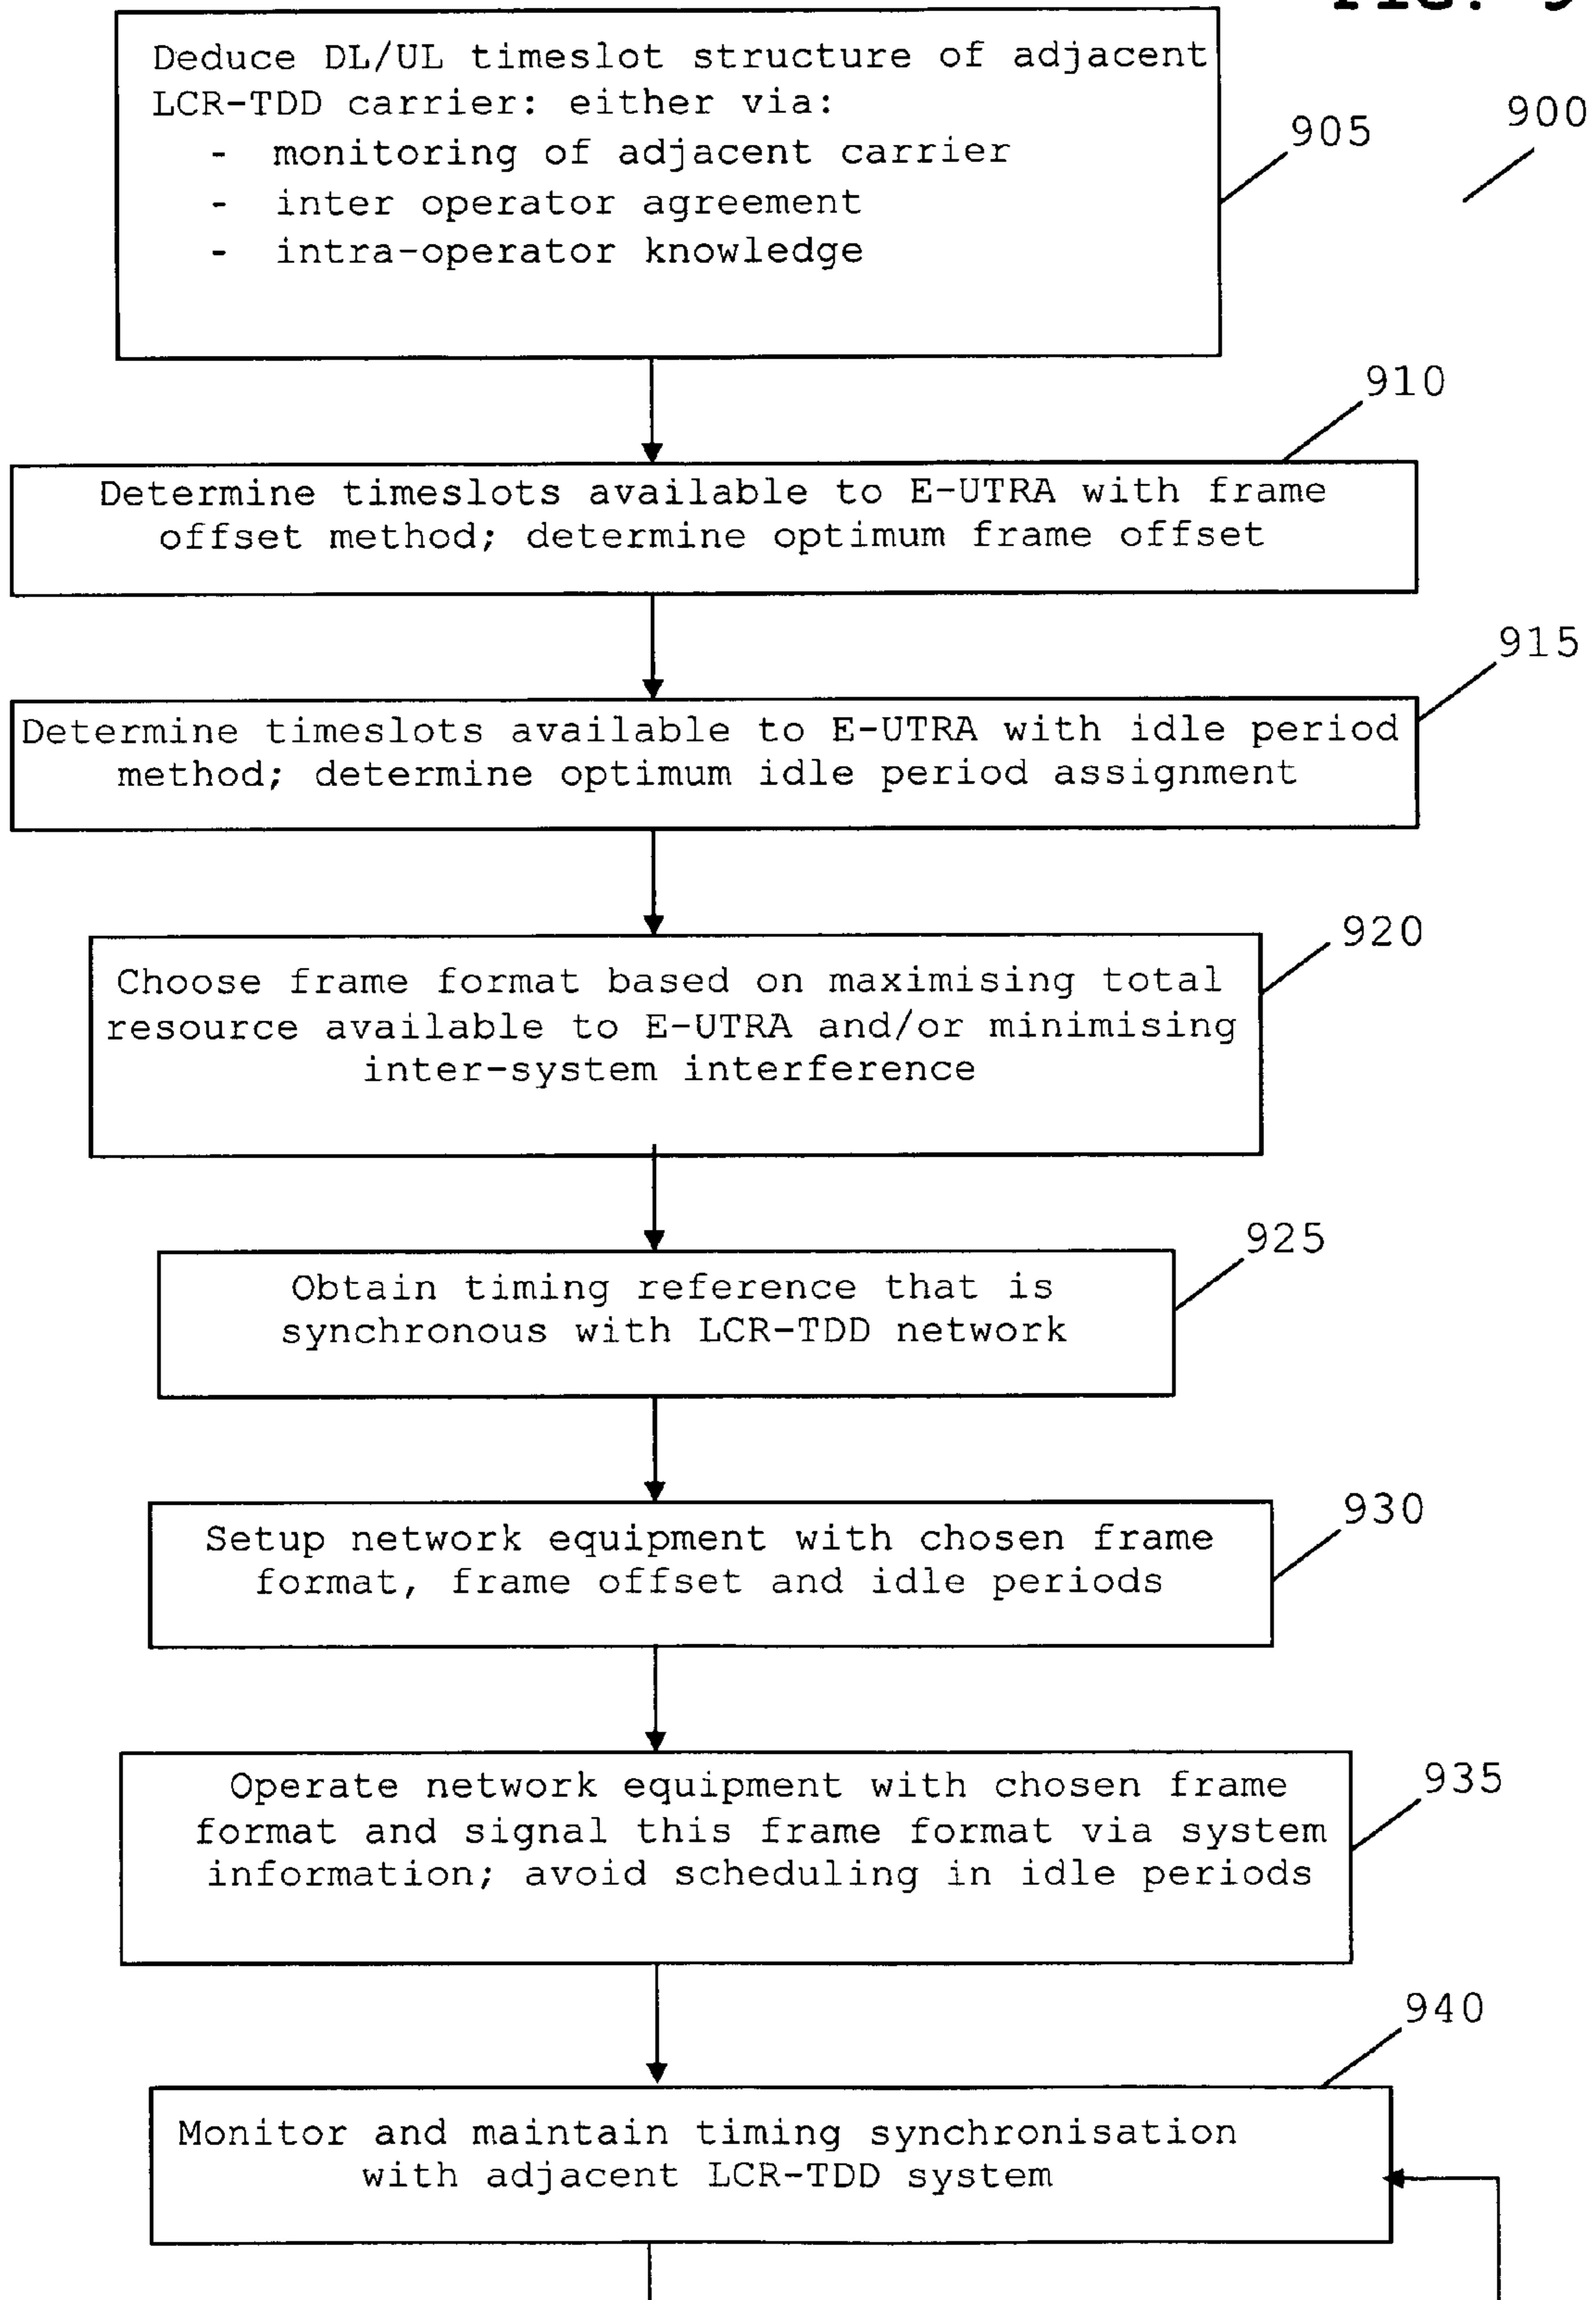 FIG. 9
900
Deduce DL/UL timeslot structure of adjacent
LCR-TDD carrier: either via:
- monitoring of adjacent carrier
- inter operator agreement
- intra-operator knowledge
905
910
Determine timeslots available to E-UTRA with frame
offset method; determine optimum frame offset
915
Determine timeslots available to E-UTRA with idle period
method; determine optimum idle period assignment
920
Choose frame format based on maximising total
resource available to E-UTRA and/or minimising
inter-system interference
925
Obtain timing reference that is
synchronous with LCR-TDD network
930
Setup network equipment with chosen frame
format, frame offset and idle periods
935
Operate network equipment with chosen frame
format and signal this frame format via system
information; avoid scheduling in idle periods
940
Monitor and maintain timing synchronisation
with adjacent LCR-TDD system